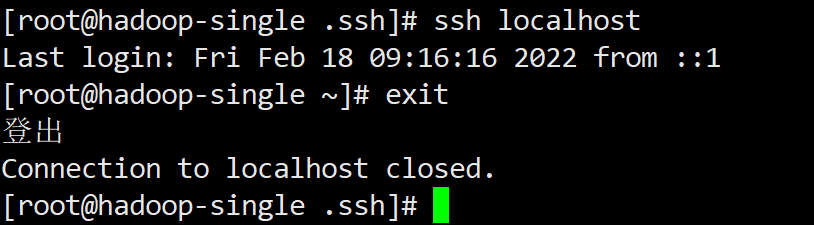 [root@hadoop-single .ssh]# ssh localhost
Last login: Fri Feb 18 09:16:16 2022 from ::1
[root@hadoop-single ~]# exit
登出
Connection to localhost closed.
[root@hadoop-single .ssh]#